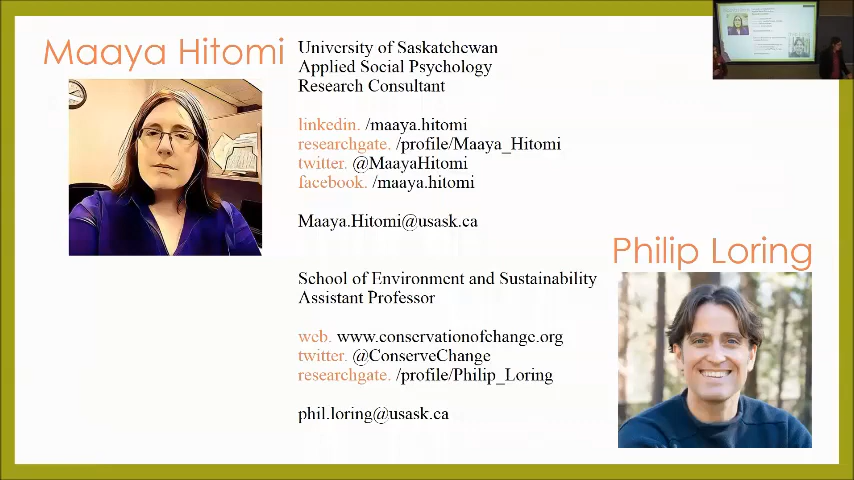 Maaya Hitomi
University of Saskatchewan
Applied Social Psychology
Research Consultant
linkedin. /maaya.hitomi
researchgate. /profile/Maaya_Hitomi
twitter. @MaayaHitomi
facebook. /maaya.hitomi
Maaya.Hitomi@usask.ca
Philip Loring
School of Environment and Sustainability
Assistant Professor
web. www.conservationofchange.org
twitter. @ConserveChange
researchgate. /profile/Philip_Loring
phil.loring@usask.ca